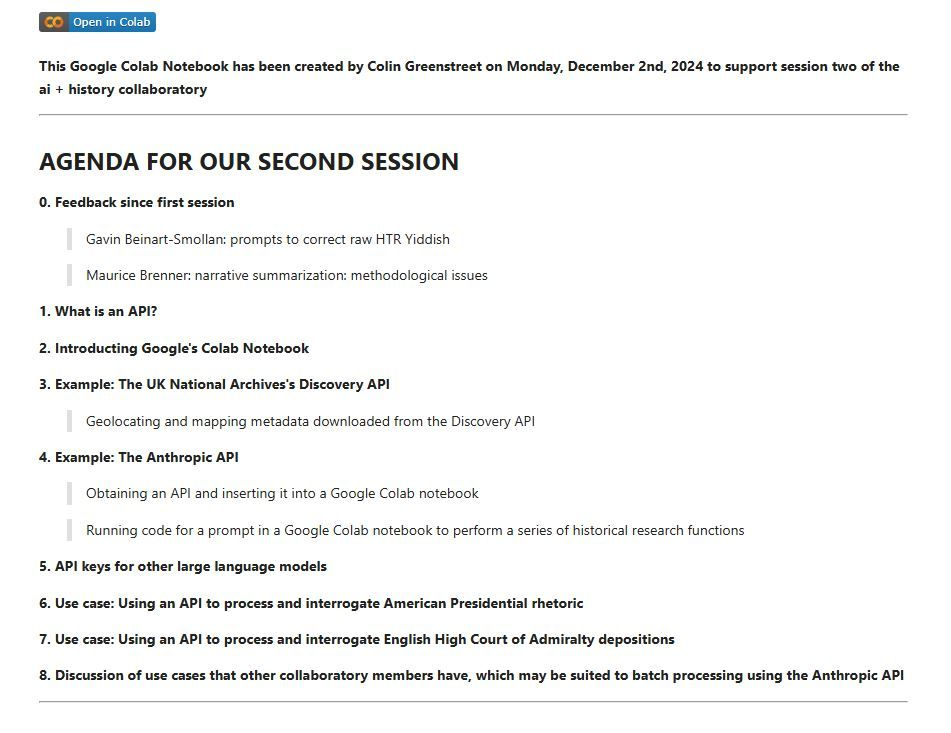 Open in Colab
This Google Colab Notebook has been created by Colin Greenstreet on Monday, December 2nd, 2024 to support session two of the
ai + history collaboratory
AGENDA FOR OUR SECOND SESSION
0. Feedback since first session
Gavin Beinart-Smollan: prompts to correct raw HTR Yiddish
Maurice Brenner: narrative summarization: methodological issues
1. What is an API?
2. Introducting Google's Colab Notebook
3. Example: The UK National Archives's Discovery API
Geolocating and mapping metadata downloaded from the Discovery API
4. Example: The Anthropic API
Obtaining an API and inserting it into a Google Colab notebook
Running code for a prompt in a Google Colab notebook to perform a series of historical research functions
5. API keys for other large language models
6. Use case: Using an API to process and interrogate American Presidential rhetoric
7. Use case: Using an API to process and interrogate English High Court of Admiralty depositions
8. Discussion of use cases that other collaboratory members have, which may be suited to batch processing using the Anthropic API